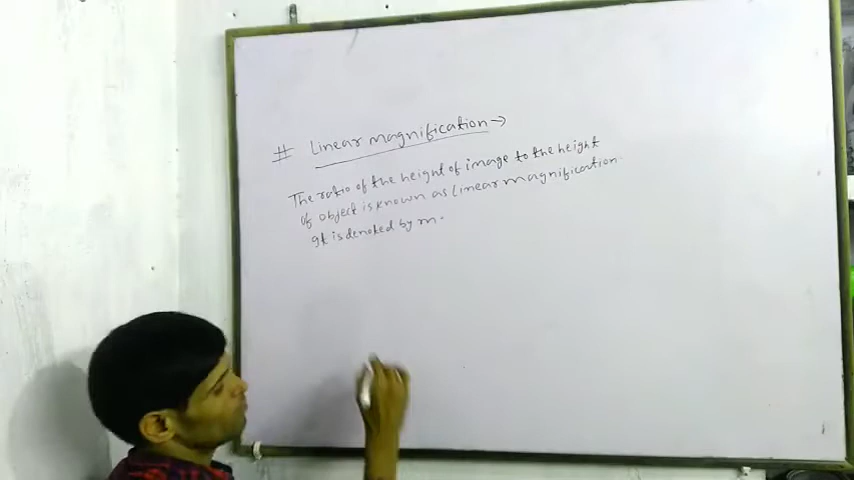 # Linear magnification →
The ratio of the height of image to the height
of object is known as Linear magnification.
It is denoted by m.